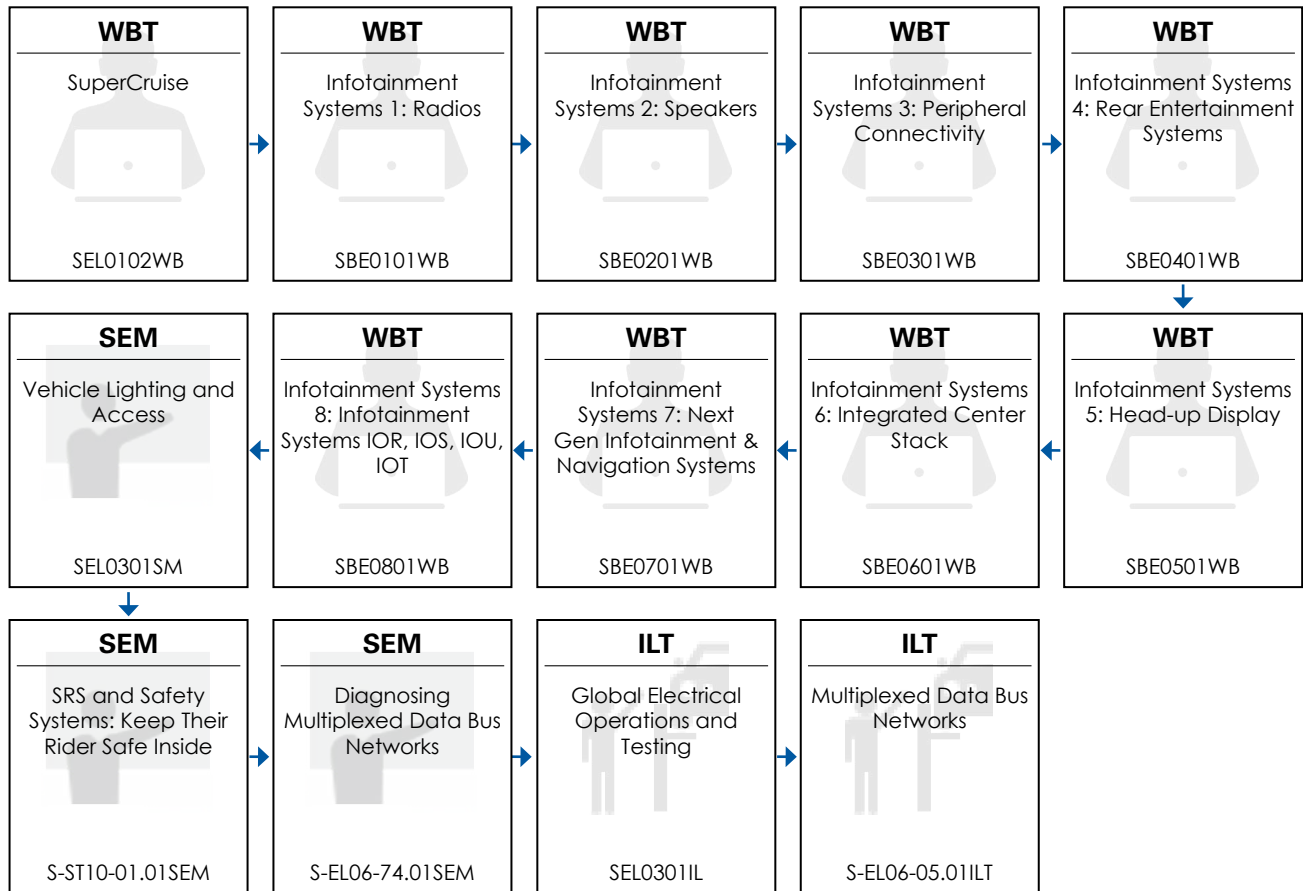 WBT
SuperCruise
SEL0102WB
WBT
Infotainment
Systems 1: Radios
SBE0101WB
WBT
Infotainment
Systems 2: Speakers
SBE0201WB
WBT
Infotainment
Systems 3: Peripheral
Connectivity
SBE0301WB
WBT
Infotainment Systems
4: Rear Entertainment
Systems
SBE0401WB
WBT
Infotainment Systems
5: Head-up Display
SBE0501WB
WBT
Infotainment Systems
6: Integrated Center
Stack
SBE0601WB
WBT
Infotainment
Systems 7: Next
Gen Infotainment &
Navigation Systems
SBE0701WB
WBT
Infotainment Systems
8: Infotainment
Systems IOR, IOS, IOU,
IOT
SBE0801WB
SEM
Vehicle Lighting and
Access
SEL0301SM
SEM
SRS and Safety
Systems: Keep Their
Rider Safe Inside
S-ST10-01.01SEM
SEM
Diagnosing
Multiplexed Data Bus
Networks
S-EL06-74.01SEM
ILT
Global Electrical
Operations and
Testing
SEL0301IL
ILT
Multiplexed Data Bus
Networks
S-EL06-05.01ILT